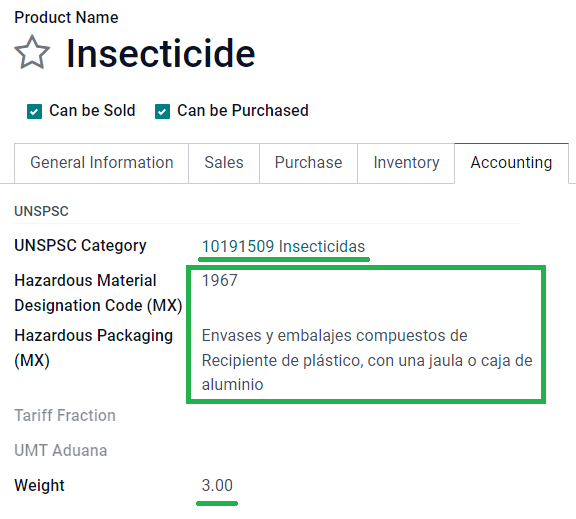 Product Name
Insecticide
Can be Sold Can be Purchased
General Information Sales Purchase Inventory Accounting
UNSPSC
UNSPSC Category 10191509 Insecticidas
Hazardous Material 1967
Designation Code (MX)
Hazardous Packaging Envases y embalajes compuestos de
(MX) Recipiente de plástico, con una jaula o caja de
aluminio
Tariff Fraction
UMT Aduana
Weight 3.00